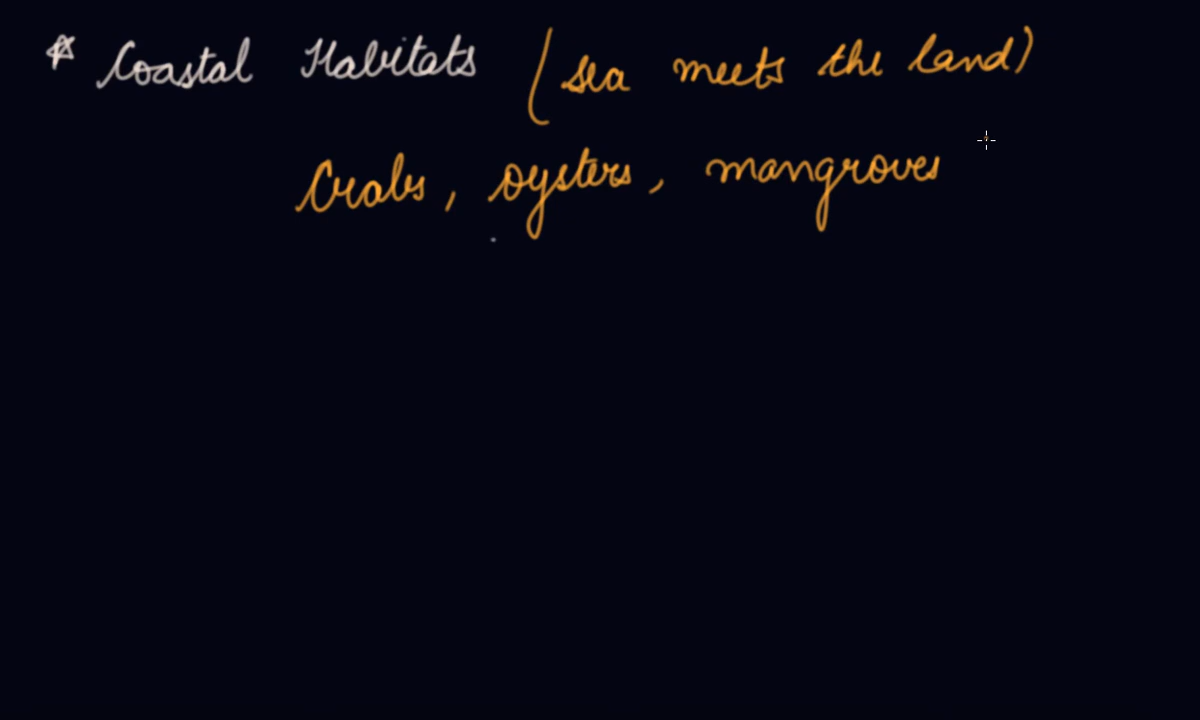 * Coastal Habitats (sea meets the land)
Crabs, oysters, mangroves